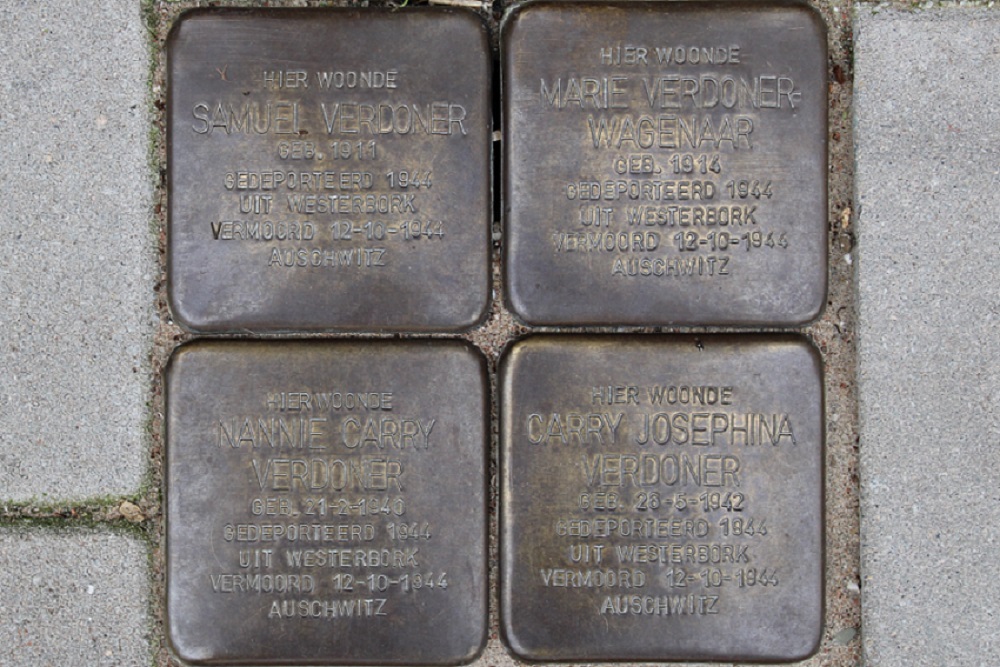 HIER WOONDE
SAMUEL VERDONER
GEB. 1911
GEDEPORTEERD 1944
UIT WESTERBORK
VERMOORD 12-10-1944
AUSCHWITZ
HIER WOONDE
MARIE VERDONER-
WAGENAAR
GEB. 1914
GEDEPORTEERD 1944
UIT WESTERBORK
VERMOORD 12-10-1944
AUSCHWITZ
HIER WOONDE
NANNIE CARRY
VERDONER
GEB. 21-2-1940
GEDEPORTEERD 1944
UIT WESTERBORK
VERMOORD 12-10-1944
AUSCHWITZ
HIER WOONDE
CARRY JOSEPHINA
VERDONER
GEB. 28-5-1942
GEDEPORTEERD 1944
UIT WESTERBORK
VERMOORD 12-10-1944
AUSCHWITZ